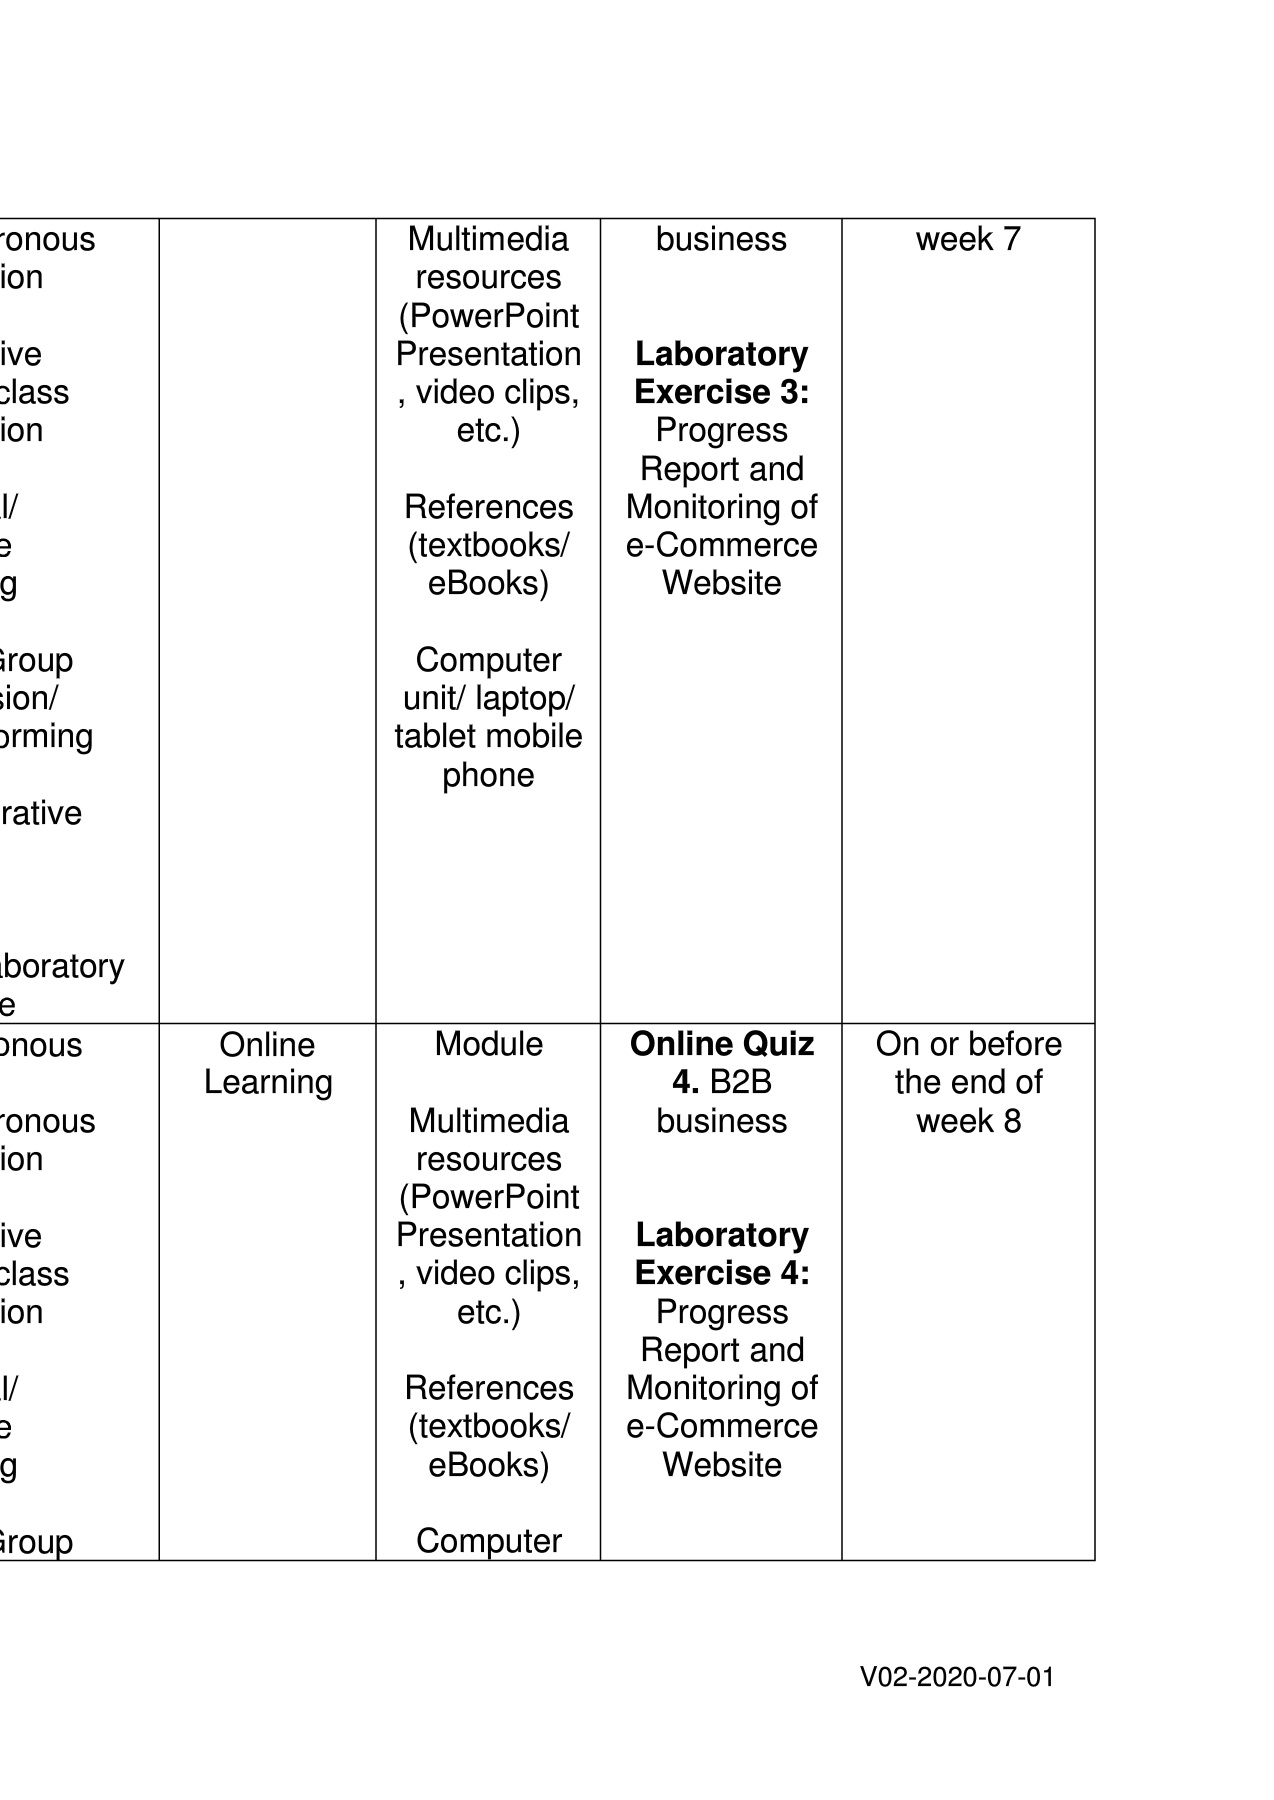 ronous
ion
ive
class
ion
l/
e
g
Group
sion/
orming
rative
aboratory
e
Multimedia
resources
(PowerPoint
Presentation
, video clips,
etc.)
References
(textbooks/
eBooks)
Computer
unit/ laptop/
tablet mobile
phone
business
Laboratory
Exercise 3:
Progress
Report and
Monitoring of
e-Commerce
Website
week 7
onous
ronous
ion
ive
class
ion
l/
e
g
Group
Online
Learning
Module
Multimedia
resources
(PowerPoint
Presentation
, video clips,
etc.)
References
(textbooks/
eBooks)
Computer
Online Quiz
4. B2B
business
Laboratory
Exercise 4:
Progress
Report and
Monitoring of
e-Commerce
Website
On or before
the end of
week 8
V02-2020-07-01